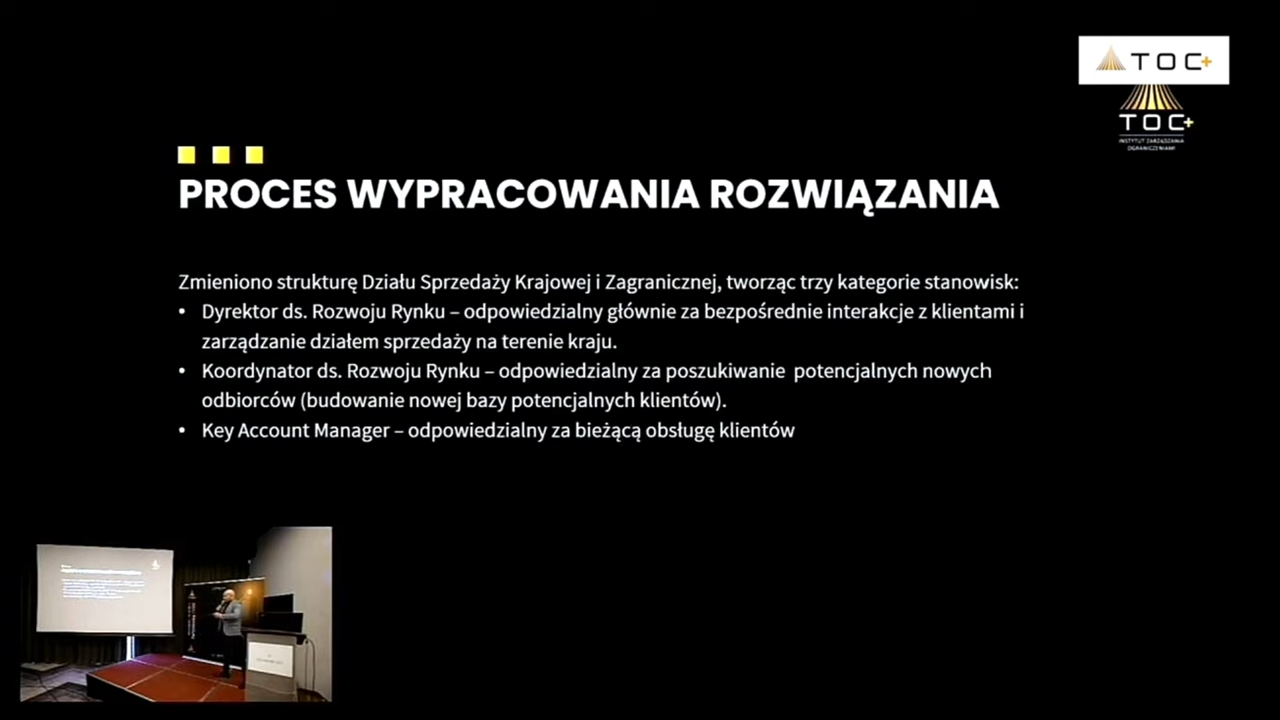 TOC+
TOC+
INSTYTUT ZARZĄDZANIA
OGRANICZENIAMI
PROCES WYPRACOWANIA ROZWIĄZANIA
Zmieniono strukturę Działu Sprzedaży Krajowej i Zagranicznej, tworząc trzy kategorie stanowisk:
• Dyrektor ds. Rozwoju Rynku – odpowiedzialny głównie za bezpośrednie interakcje z klientami i
zarządzanie działem sprzedaży na terenie kraju.
• Koordynator ds. Rozwoju Rynku – odpowiedzialny za poszukiwanie potencjalnych nowych
odbiorców (budowanie nowej bazy potencjalnych klientów).
• Key Account Manager – odpowiedzialny za bieżącą obsługę klientów